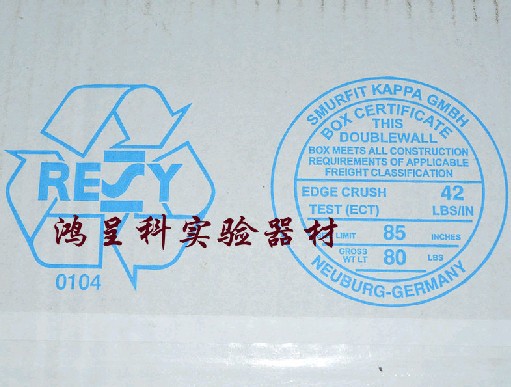 RESY
0104
鸿呈科实验器材
SMURFIT KAPPA GMBH
BOX CERTIFICATE
THIS
DOUBLEWALL
BOX MEETS ALL CONSTRUCTION
REQUIREMENTS OF APPLICABLE
FREIGHT CLASSIFICATION
EDGE CRUSH 42
TEST (ECT) LBS/IN
LIMIT 85 INCHES
GROSS
WT LT 80 LBS
NEUBURG-GERMANY